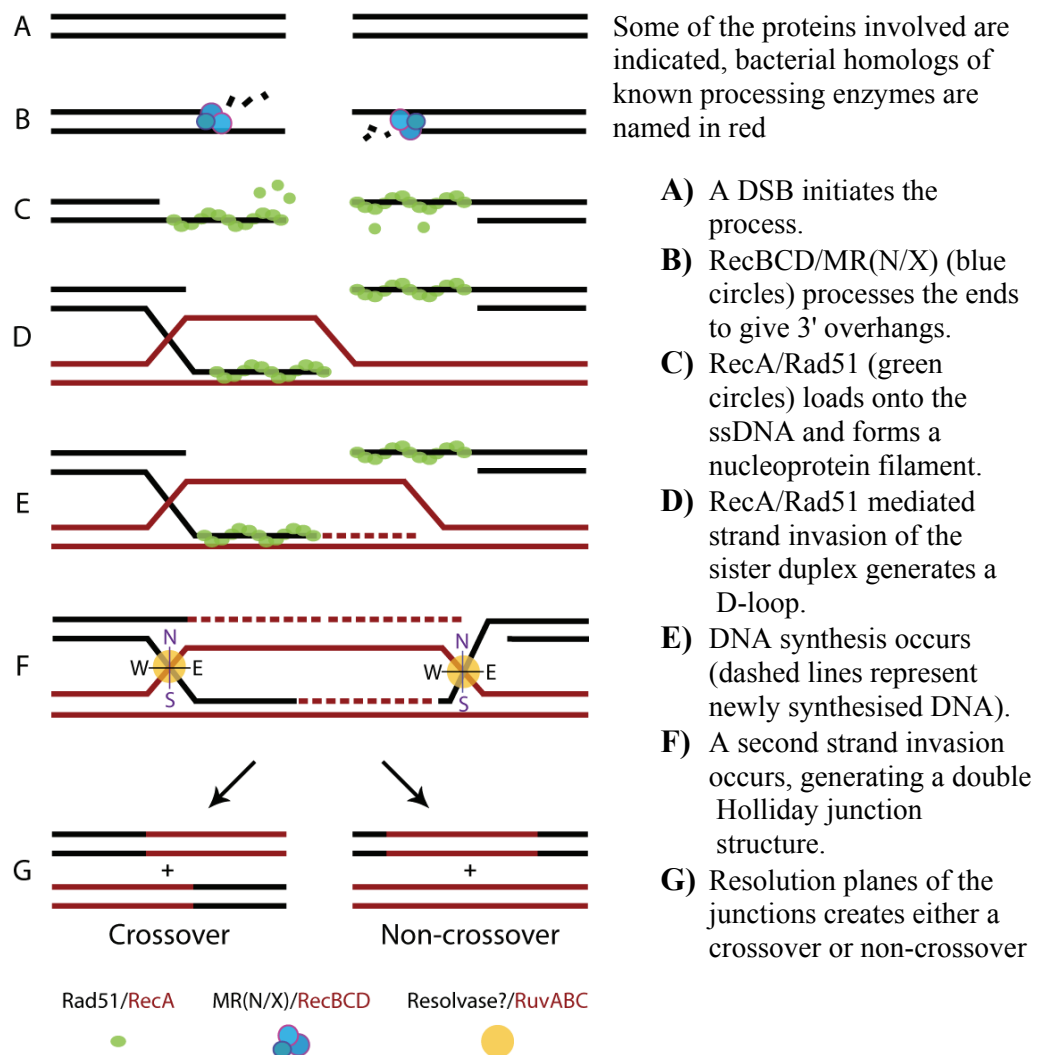 Some of the proteins involved are
indicated, bacterial homologs of
known processing enzymes are
named in red
A
B
C
D
E
F
N
W E
S
N
W E
S
G
+
+
Crossover
Non-crossover
Rad51/RecA
MR(N/X)/RecBCD
Resolvase?/RuvABC
A) A DSB initiates the
process.
B) RecBCD/MR(N/X) (blue
circles) processes the ends
to give 3' overhangs.
C) RecA/Rad51 (green
circles) loads onto the
ssDNA and forms a
nucleoprotein filament.
D) RecA/Rad51 mediated
strand invasion of the
sister duplex generates a
D-loop.
E) DNA synthesis occurs
(dashed lines represent
newly synthesised DNA).
F) A second strand invasion
occurs, generating a double
Holliday junction
structure.
G) Resolution planes of the
junctions creates either a
crossover or non-crossover